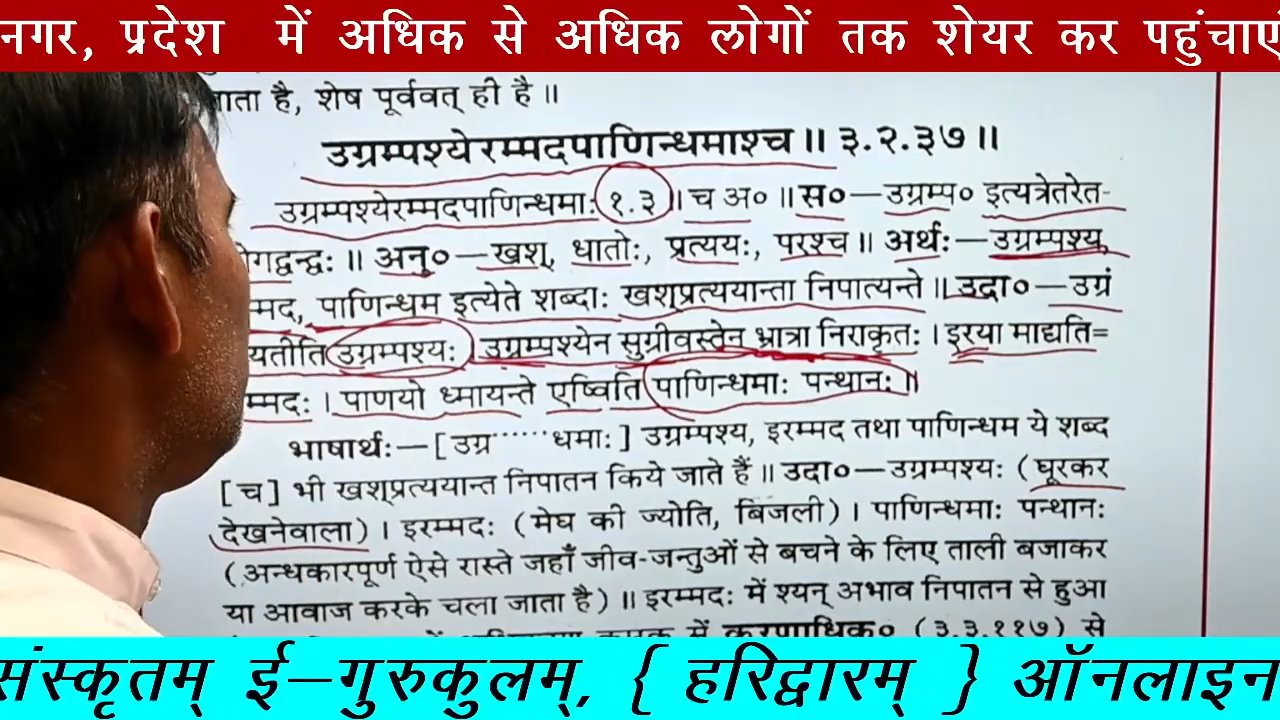 नगर, प्रदेश में अधिक से अधिक लोगों तक शेयर कर पहुंचाएं
जाता है, शेष पूर्ववत् ही है ॥
उग्रम्पश्येरम्मदपाणिन्धमाश्च ॥ ३.२.३७ ॥
उग्रम्पश्येरम्मदपाणिन्धमाः १.३ । च अ० ॥ स०—उग्रम्प० इत्यत्रेतरेत-
योगद्वन्द्वः ॥ अनु०—खश्, धातोः, प्रत्ययः, परश्च ॥ अर्थः—उग्रम्पश्य,
म्मद, पाणिन्धम इत्येते शब्दाः खश्प्रत्ययान्ता निपात्यन्ते ॥ उदा०—उग्रं
यतीति उग्रम्पश्यः । उग्रम्पश्येन सुग्रीवस्तेन भ्रात्रा निराकृतः । इरया माद्यति=
म्मदः । पाणयो ध्मायन्ते एष्विति पाणिन्धमाः पन्थानः ॥
भाषार्थः—[उग्र······धमाः] उग्रम्पश्य, इरम्मद तथा पाणिन्धम ये शब्द
[च] भी खश्प्रत्ययान्त निपातन किये जाते हैं ॥ उदा०—उग्रम्पश्यः (घूरकर
देखनेवाला) । इरम्मदः (मेघ की ज्योति, बिजली) । पाणिन्धमाः पन्थानः
(अन्धकारपूर्ण ऐसे रास्ते जहाँ जीव-जन्तुओं से बचने के लिए ताली बजाकर
या आवाज करके चला जाता है) ॥ इरम्मदः में श्यन् अभाव निपातन से हुआ
में करणाधिक० (३.३.११७) से
संस्कृतम् ई-गुरुकुलम्, { हरिद्वारम् } ऑनलाइन